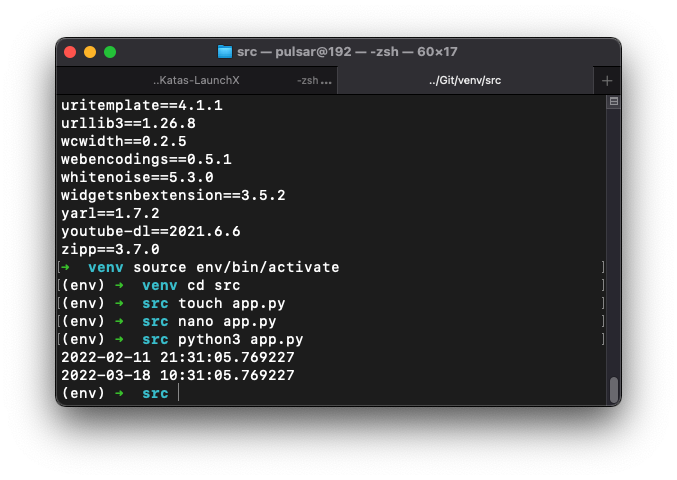 src — pulsar@192 — -zsh — 60×17
..Katas-LaunchX -zsh ... ../Git/venv/src +
uritemplate==4.1.1
urllib3==1.26.8
wcwidth==0.2.5
webencodings==0.5.1
whitenoise==5.3.0
widgetsnbextension==3.5.2
yarl==1.7.2
youtube-dl==2021.6.6
zipp==3.7.0
[➜  venv source env/bin/activate ]
[(env) ➜  venv cd src ]
[(env) ➜  src touch app.py ]
[(env) ➜  src nano app.py ]
[(env) ➜  src python3 app.py ]
2022-02-11 21:31:05.769227
2022-03-18 10:31:05.769227
(env) ➜  src